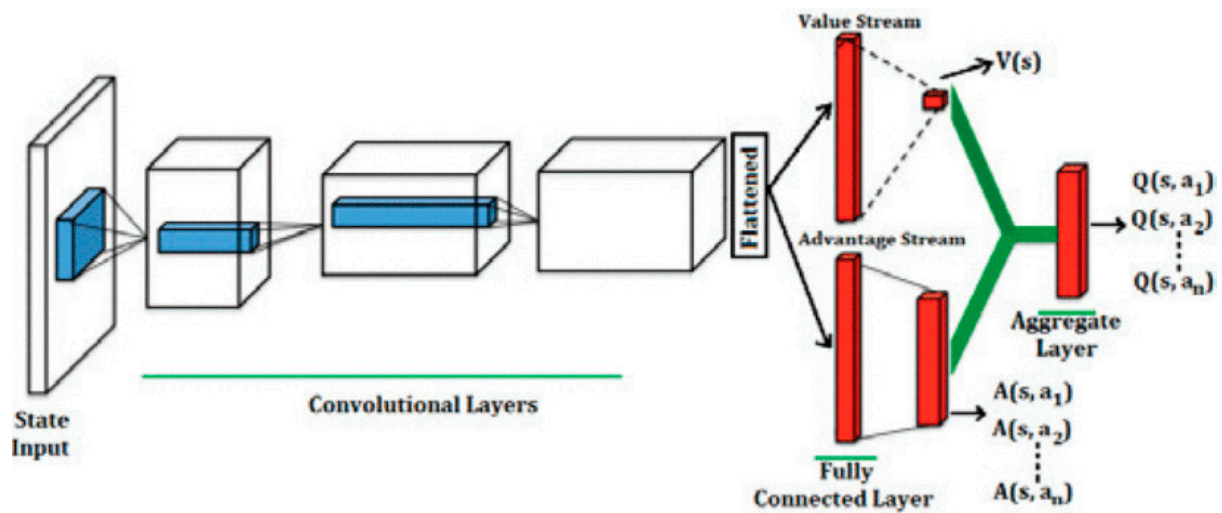 Value Stream
V(s)
Flattened
Advantage Stream
Q(s, a₁)
Q(s, a₂)
Q(s, aₙ)
Aggregate
Layer
State
Input
Convolutional Layers
Fully
Connected Layer
A(s, a₁)
A(s, a₂)
A(s, aₙ)